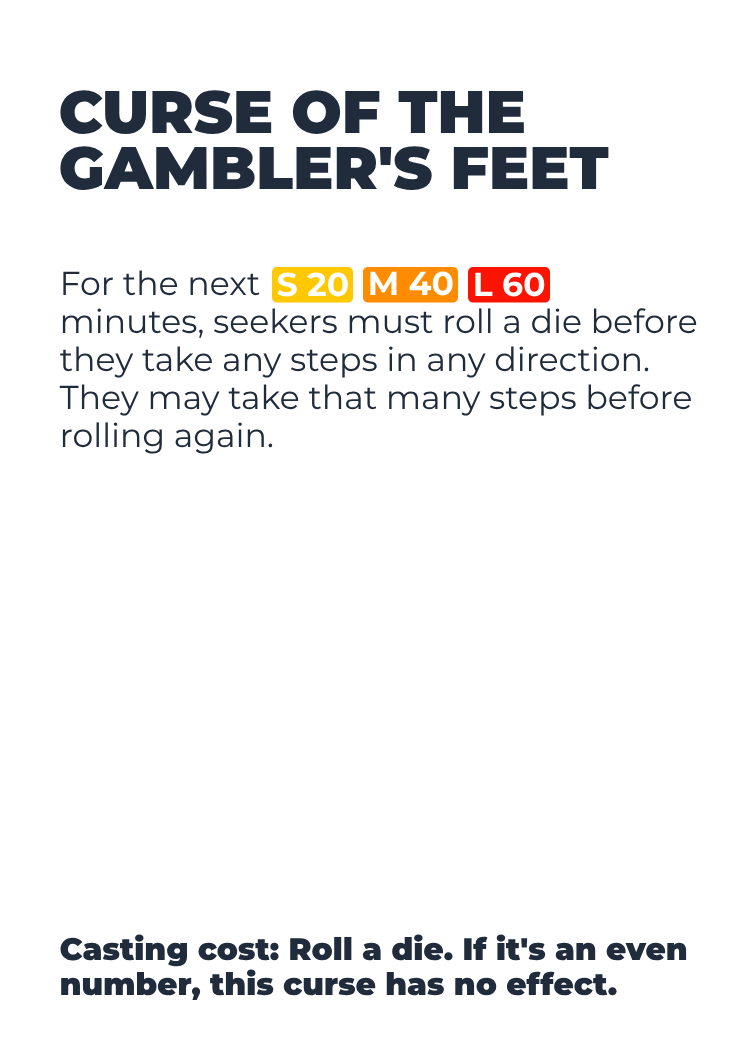 CURSE OF THE
GAMBLER'S FEET
For the next S 20 M 40 L 60
minutes, seekers must roll a die before
they take any steps in any direction.
They may take that many steps before
rolling again.
Casting cost: Roll a die. If it's an even
number, this curse has no effect.